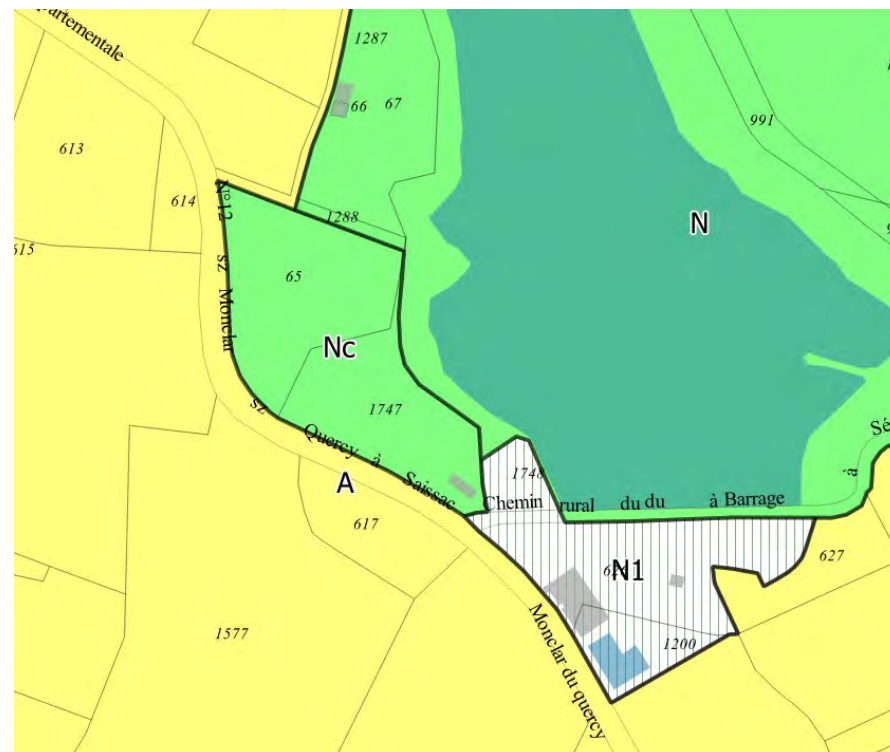 partementale
1287
66
67
991
613
614
N°12
1288
N
615
sz Monclar
65
Nc
1747
sz Quercy à Saissac
A
1748
Chemin rural du du à Barrage
à
Sé
617
N1
627
1577
1200
Monclar du quercy